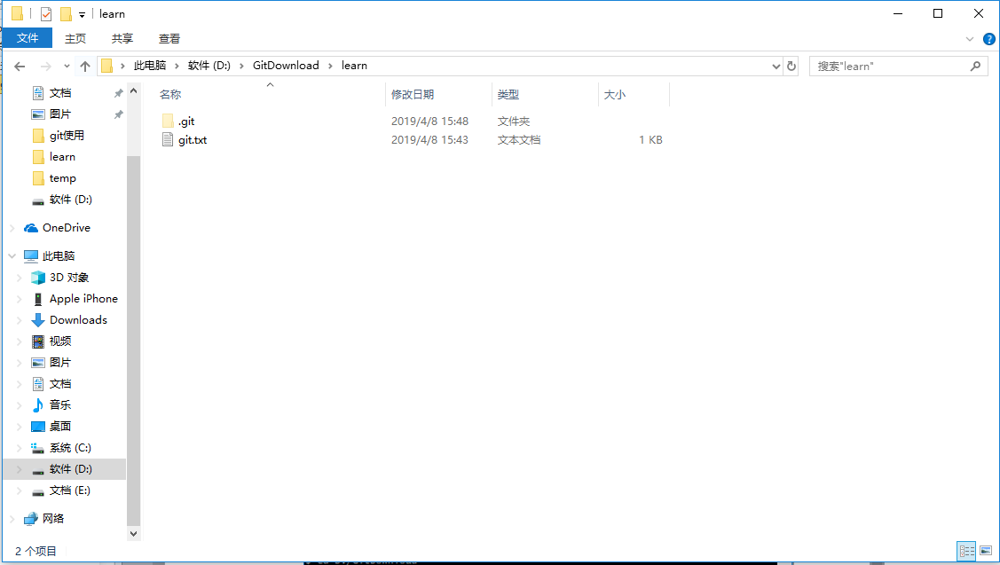 learn
文件 主页 共享 查看
此电脑 软件 (D:) GitDownload learn 搜索"learn"
名称 修改日期 类型 大小
.git 2019/4/8 15:48 文件夹
git.txt 2019/4/8 15:43 文本文档 1 KB
文档
图片
git使用
learn
temp
软件 (D:)
OneDrive
此电脑
3D 对象
Apple iPhone
Downloads
视频
图片
文档
音乐
桌面
系统 (C:)
软件 (D:)
文档 (E:)
网络
2 个项目